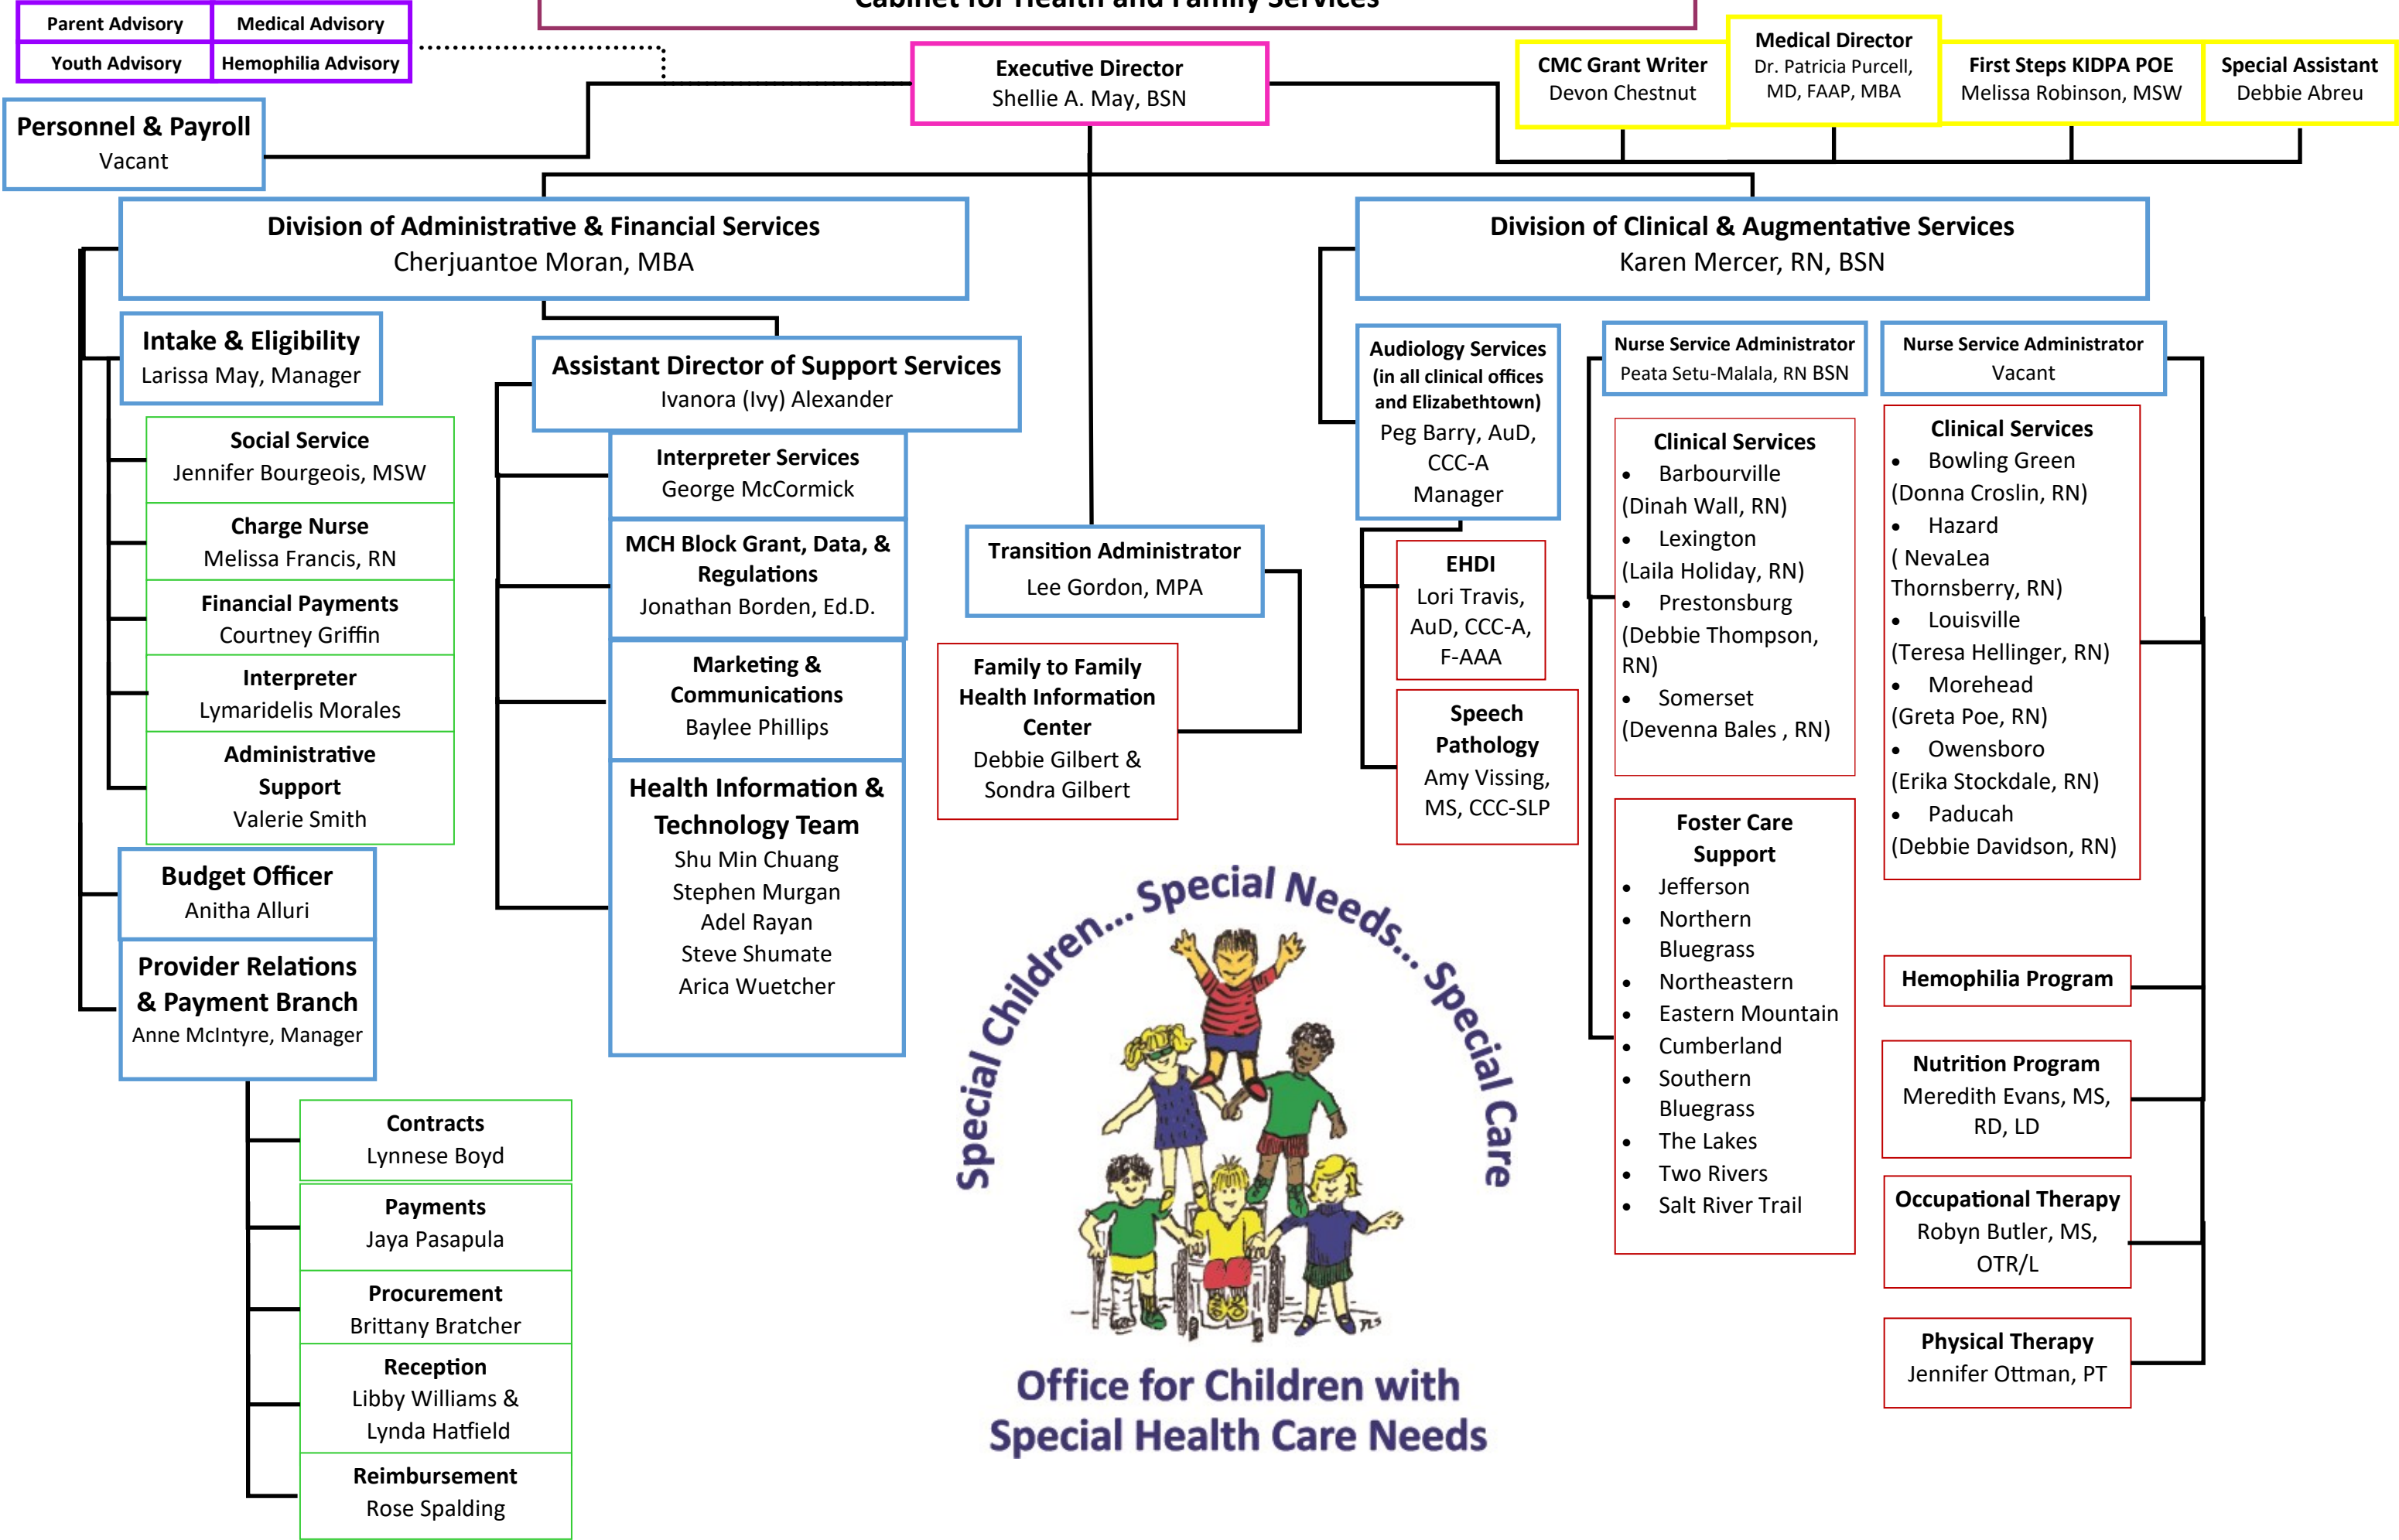 Cabinet for Health and Family Services
Parent Advisory
Medical Advisory
Youth Advisory
Hemophilia Advisory
Executive Director
Shellie A. May, BSN
CMC Grant Writer
Devon Chestnut
Medical Director
Dr. Patricia Purcell,
MD, FAAP, MBA
First Steps KIDPA POE
Melissa Robinson, MSW
Special Assistant
Debbie Abreu
Personnel & Payroll
Vacant
Division of Administrative & Financial Services
Cherjuantoe Moran, MBA
Division of Clinical & Augmentative Services
Karen Mercer, RN, BSN
Intake & Eligibility
Larissa May, Manager
Social Service
Jennifer Bourgeois, MSW
Charge Nurse
Melissa Francis, RN
Financial Payments
Courtney Griffin
Interpreter
Lymaridelis Morales
Administrative
Support
Valerie Smith
Budget Officer
Anitha Alluri
Provider Relations
& Payment Branch
Anne McIntyre, Manager
Contracts
Lynnese Boyd
Payments
Jaya Pasapula
Procurement
Brittany Bratcher
Reception
Libby Williams &
Lynda Hatfield
Reimbursement
Rose Spalding
Assistant Director of Support Services
Ivanora (Ivy) Alexander
Interpreter Services
George McCormick
MCH Block Grant, Data, &
Regulations
Jonathan Borden, Ed.D.
Marketing &
Communications
Baylee Phillips
Health Information &
Technology Team
Shu Min Chuang
Stephen Murgan
Adel Rayan
Steve Shumate
Arica Wuetcher
Transition Administrator
Lee Gordon, MPA
Family to Family
Health Information
Center
Debbie Gilbert &
Sondra Gilbert
Audiology Services
(in all clinical offices
and Elizabethtown)
Peg Barry, AuD,
CCC-A
Manager
EHDI
Lori Travis,
AuD, CCC-A,
F-AAA
Speech
Pathology
Amy Vissing,
MS, CCC-SLP
Nurse Service Administrator
Peata Setu-Malala, RN BSN
Clinical Services
• Barbourville
(Dinah Wall, RN)
• Lexington
(Laila Holiday, RN)
• Prestonsburg
(Debbie Thompson,
RN)
• Somerset
(Devenna Bales , RN)
Foster Care
Support
• Jefferson
• Northern
Bluegrass
• Northeastern
• Eastern Mountain
• Cumberland
• Southern
Bluegrass
• The Lakes
• Two Rivers
• Salt River Trail
Nurse Service Administrator
Vacant
Clinical Services
• Bowling Green
(Donna Croslin, RN)
• Hazard
( NevaLea
Thornsberry, RN)
• Louisville
(Teresa Hellinger, RN)
• Morehead
(Greta Poe, RN)
• Owensboro
(Erika Stockdale, RN)
• Paducah
(Debbie Davidson, RN)
Hemophilia Program
Nutrition Program
Meredith Evans, MS,
RD, LD
Occupational Therapy
Robyn Butler, MS,
OTR/L
Physical Therapy
Jennifer Ottman, PT
Special Children... Special Needs... Special Care
Office for Children with
Special Health Care Needs